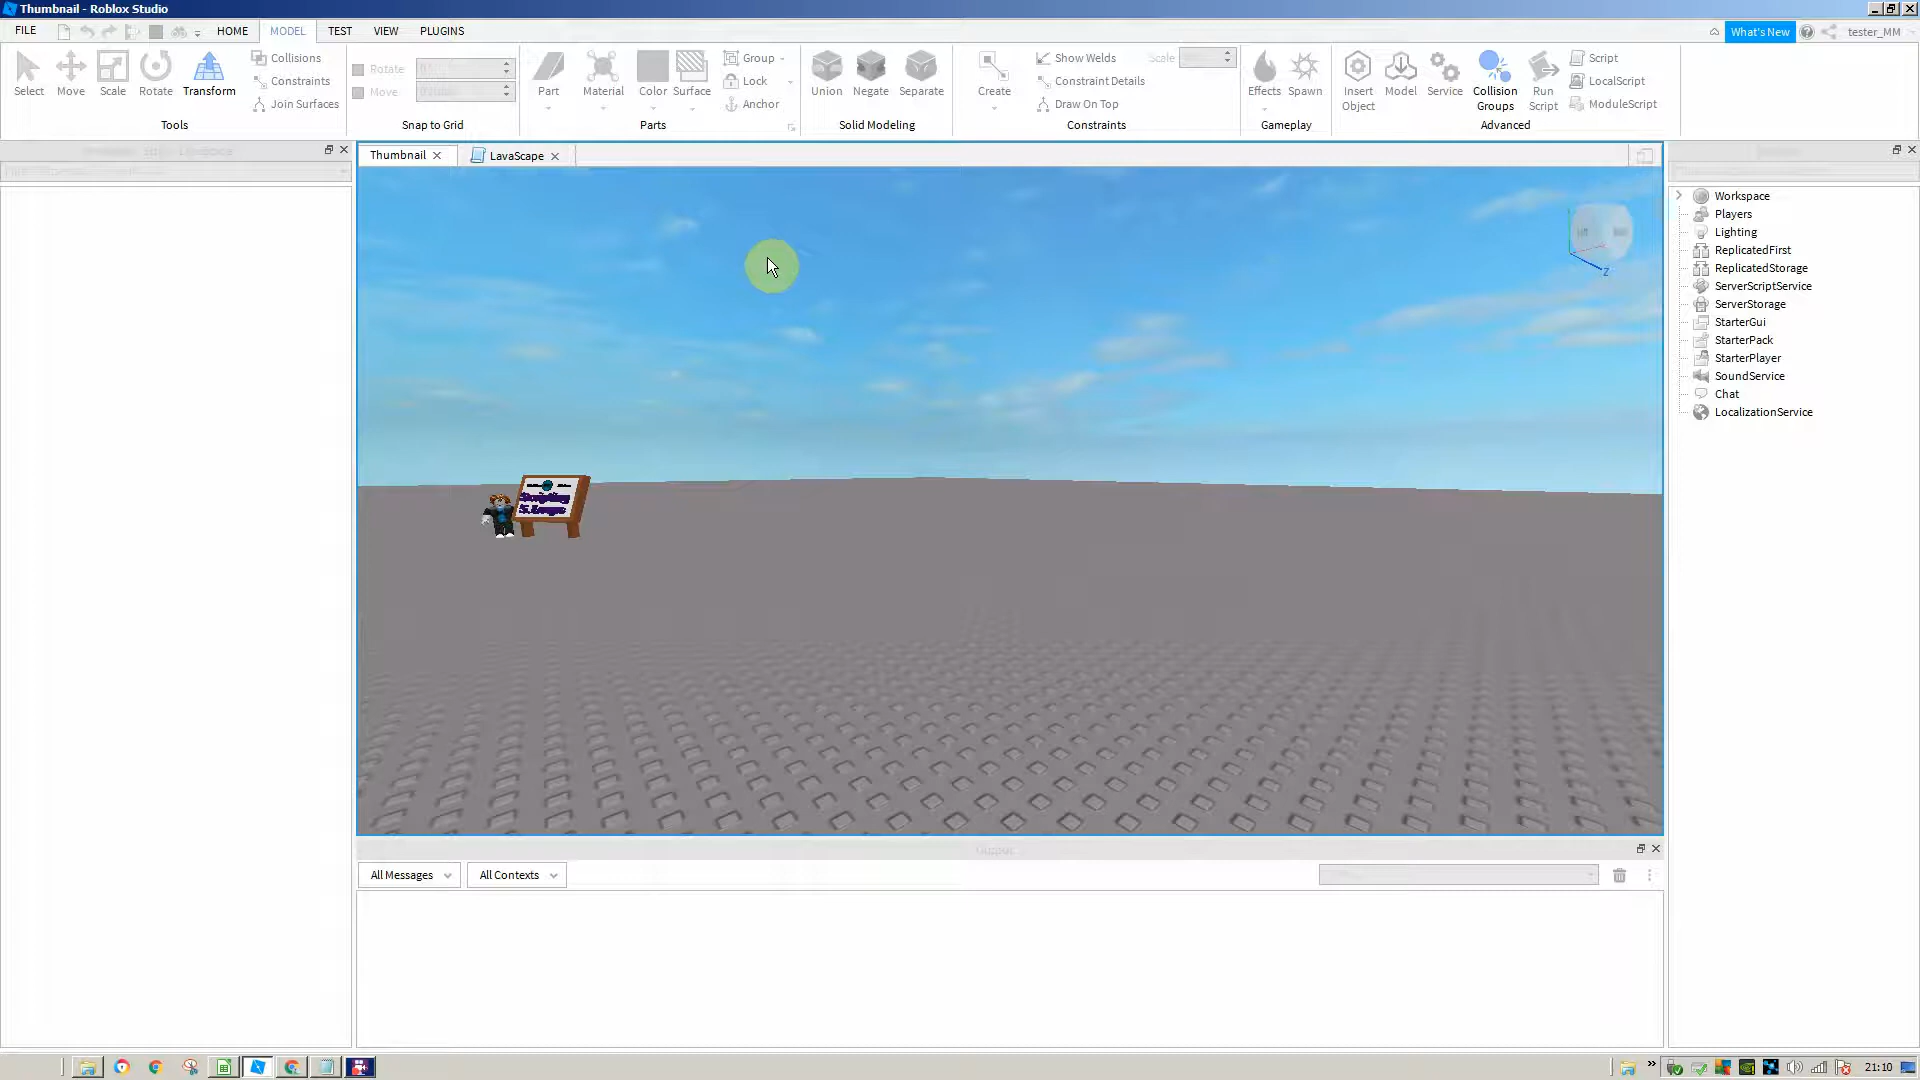 Thumbnail - Roblox Studio
FILE
HOME
MODEL
TEST
VIEW
PLUGINS
What's New
tester_MM
Select
Move
Scale
Rotate
Transform
Collisions
Constraints
Join Surfaces
Tools
Rotate
Move
Snap to Grid
Part
Material
Color
Surface
Group
Lock
Anchor
Parts
Union
Negate
Separate
Solid Modeling
Create
Show Welds
Scale
Constraint Details
Draw On Top
Constraints
Effects
Spawn
Gameplay
Insert Object
Model
Service
Collision Groups
Run Script
Script
LocalScript
ModuleScript
Advanced
Thumbnail
LavaScape
Scripting
5.Loops
Z
Workspace
Players
Lighting
ReplicatedFirst
ReplicatedStorage
ServerScriptService
ServerStorage
StarterGui
StarterPack
StarterPlayer
SoundService
Chat
LocalizationService
Output
All Messages
All Contexts
21:10